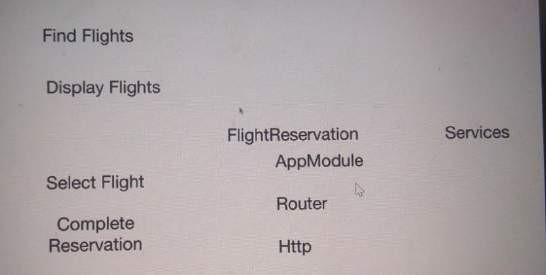 Find Flights
Display Flights
FlightReservation
Services
AppModule
Select Flight
Router
Complete
Reservation
Http